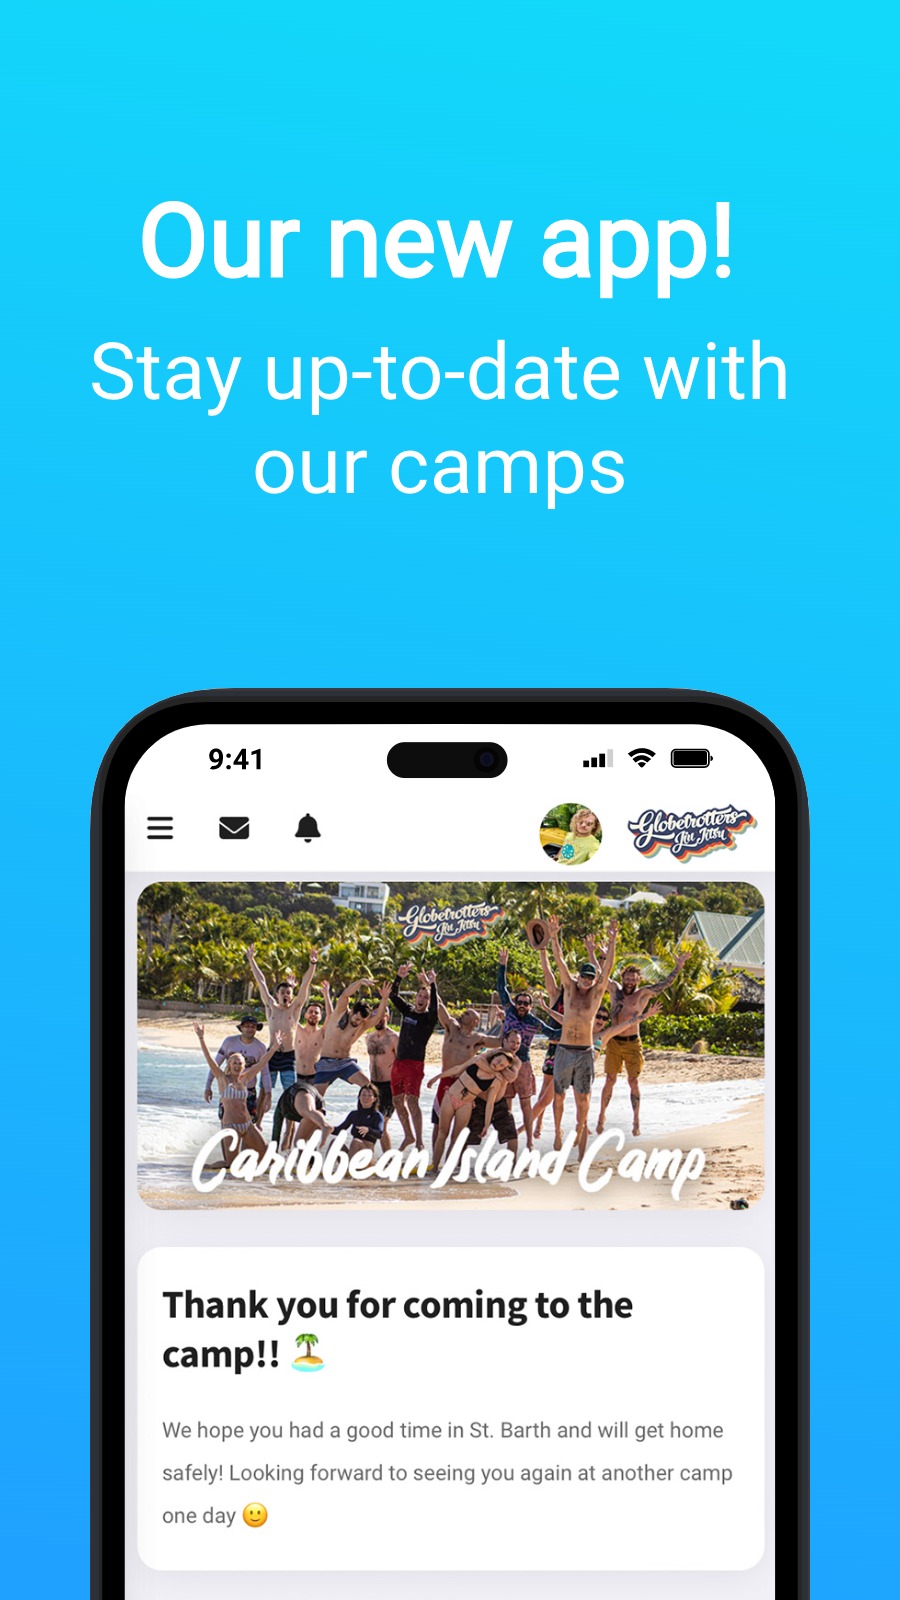 Our new app!
Stay up-to-date with
our camps
9:41
Globetrotters
Jiu Jitsu
Globetrotters
Jiu Jitsu
Caribbean Island Camp
Thank you for coming to the
camp!! 🏝️
We hope you had a good time in St. Barth and will get home
safely! Looking forward to seeing you again at another camp
one day 🙂